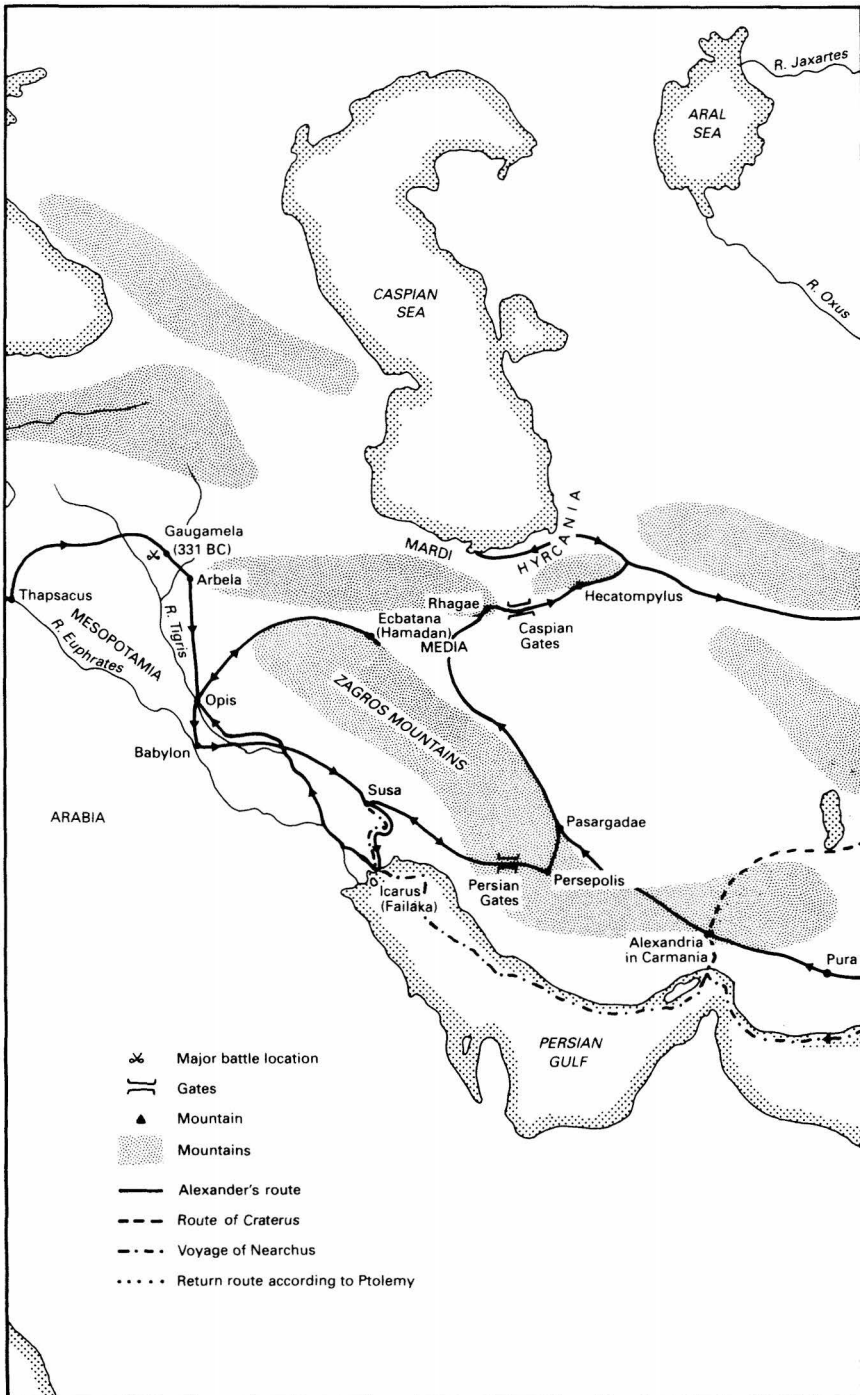 R. Jaxartes
ARAL
SEA
R. Oxus
CASPIAN
SEA
HYRCANIA
MARDI
Gaugamela
(331 BC)
Arbela
Thapsacus
MESOPOTAMIA
R. Tigris
R. Euphrates
Rhagae
Ecbatana
(Hamadan)
MEDIA
Caspian
Gates
Hecatompylus
Opis
ZAGROS MOUNTAINS
Babylon
Susa
ARABIA
Pasargadae
Persian
Gates
Persepolis
Icarus
(Failáka)
Alexandria
in Carmania
Pura
PERSIAN
GULF
Major battle location
Gates
Mountain
Mountains
Alexander's route
Route of Craterus
Voyage of Nearchus
Return route according to Ptolemy